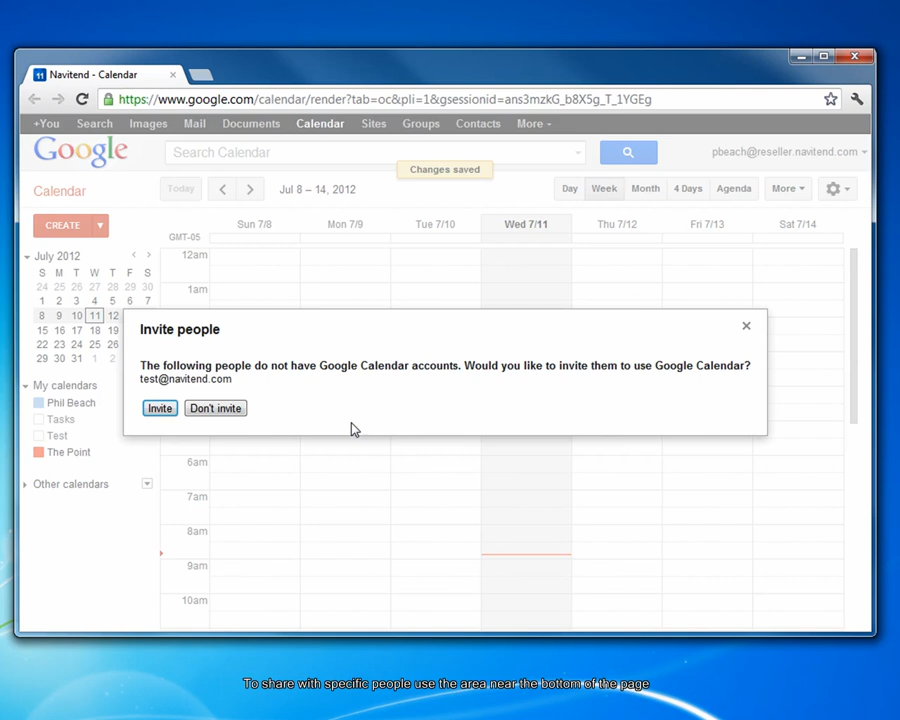 Navitend - Calendar
https://www.google.com/calendar/render?tab=oc&pli=1&gsessionid=ans3mzkG_b8X5g_T_1YGEg
+You Search Images Mail Documents Calendar Sites Groups Contacts More
Google Search Calendar pbeach@reseller.navitend.com
Changes saved
Calendar Today Jul 8 – 14, 2012 Day Week Month 4 Days Agenda More
CREATE Sun 7/8 Mon 7/9 Tue 7/10 Wed 7/11 Thu 7/12 Fri 7/13 Sat 7/14
GMT-05
July 2012 12am
S M T W T F S
24 25 26 27 28 29 30
1 2 3 4 5 6 7 1am
8 9 10 11 12
15 16 17 18 19
22 23 24 25 26
29 30 31 1 2
Invite people
The following people do not have Google Calendar accounts. Would you like to invite them to use Google Calendar?
test@navitend.com
Invite Don't invite
My calendars
Phil Beach
Tasks
Test
The Point
6am
Other calendars
7am
8am
9am
10am
To share with specific people use the area near the bottom of the page